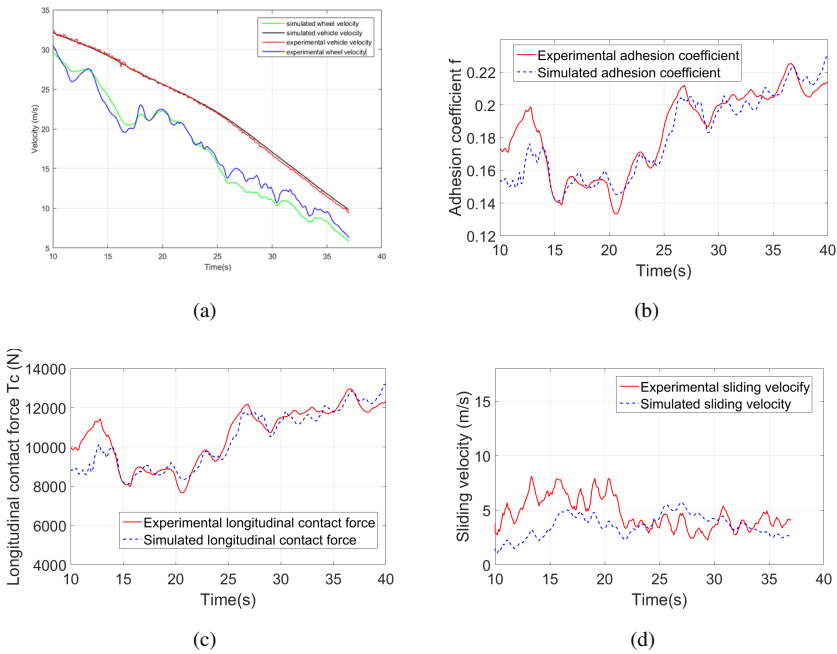 35
30
25
20
15
10
5
10 15 20 25 30 35 40
Velocity (m/s)
Time(s)
simulated wheel velocity
simulated vehicle velocity
experimental vehicle velocity
experimental wheel velocity
(a)
0.22
0.2
0.18
0.16
0.14
0.12
10 15 20 25 30 35 40
Adhesion coefficient f
Time(s)
Experimental adhesion coefficient
Simulated adhesion coefficient
(b)
14000
12000
10000
8000
6000
4000
10 15 20 25 30 35 40
Longitudinal contact force Tc (N)
Time(s)
Experimental longitudinal contact force
Simulated longitudinal contact force
(c)
15
10
5
0
10 15 20 25 30 35 40
Sliding velocity (m/s)
Time(s)
Experimental sliding velocify
Simulated sliding velocity
(d)